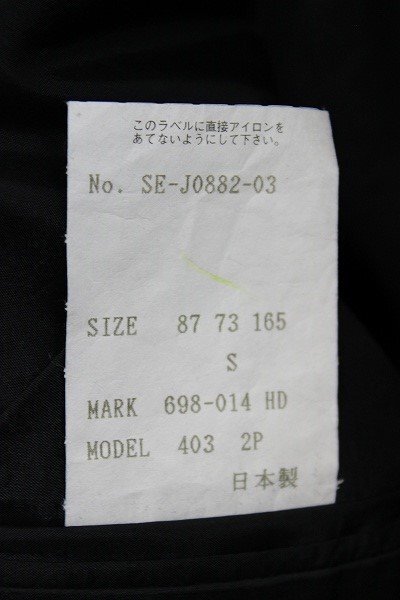 このラベルに直接アイロンを
あてないようにして下さい。
No. SE-J0882-03
SIZE 87 73 165
S
MARK 698-014 HD
MODEL 403 2P
日本製